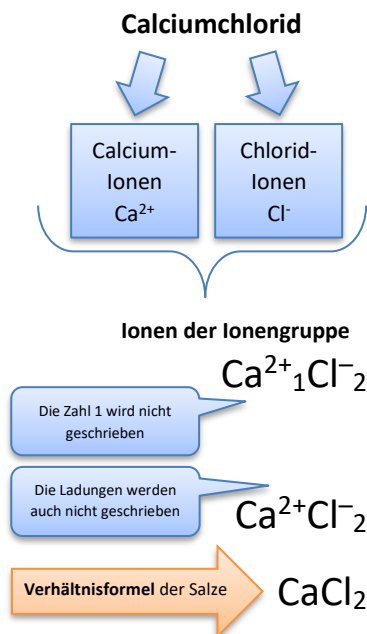 Calciumchlorid
Calcium-
Ionen
Ca²⁺
Chlorid-
Ionen
Cl⁻
Ionen der Ionengruppe
Ca²⁺₁Cl⁻₂
Die Zahl 1 wird nicht
geschrieben
Die Ladungen werden
auch nicht geschrieben
Ca²⁺Cl⁻₂
Verhältnisformel der Salze
CaCl₂